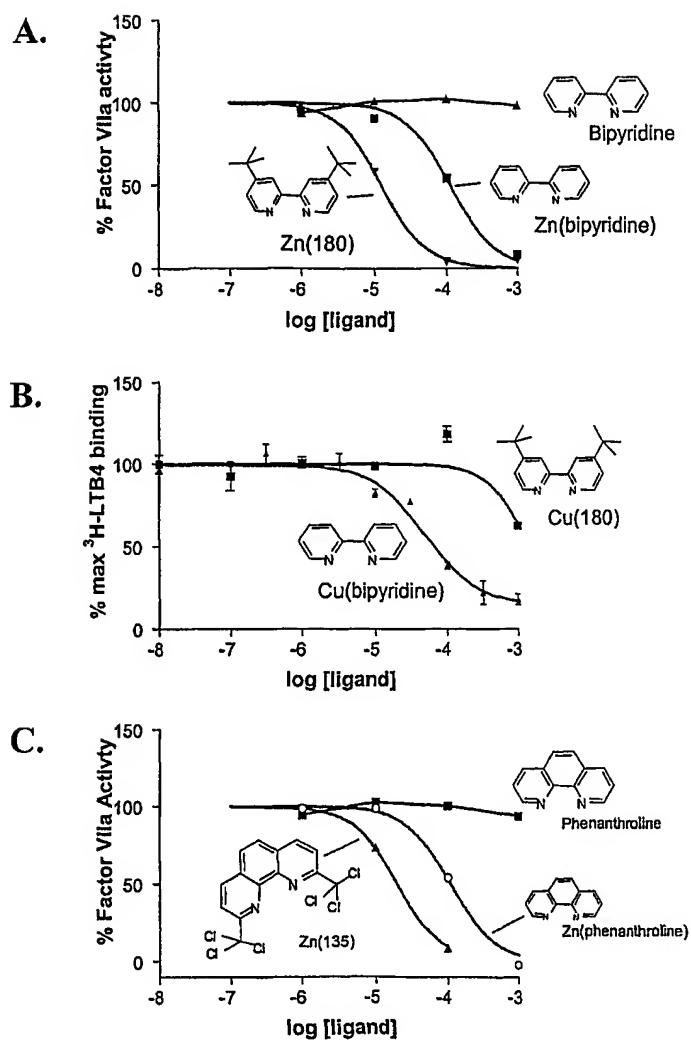 A.
150
100
50
0
% Factor VIIa activty
-8 -7 -6 -5 -4 -3
log [ligand]
N N
Bipyridine
N N
Zn(180)
N N
Zn(bipyridine)
B.
150
100
50
0
% max ³H-LTB4 binding
-8 -7 -6 -5 -4 -3
log [ligand]
N N
Cu(180)
N N
Cu(bipyridine)
C.
150
100
50
0
% Factor VIIa Activty
-8 -7 -6 -5 -4 -3
log [ligand]
N N
Phenanthroline
N N
Cl Cl Cl
Cl Cl Cl
Zn(135)
N N
Zn(phenanthroline)